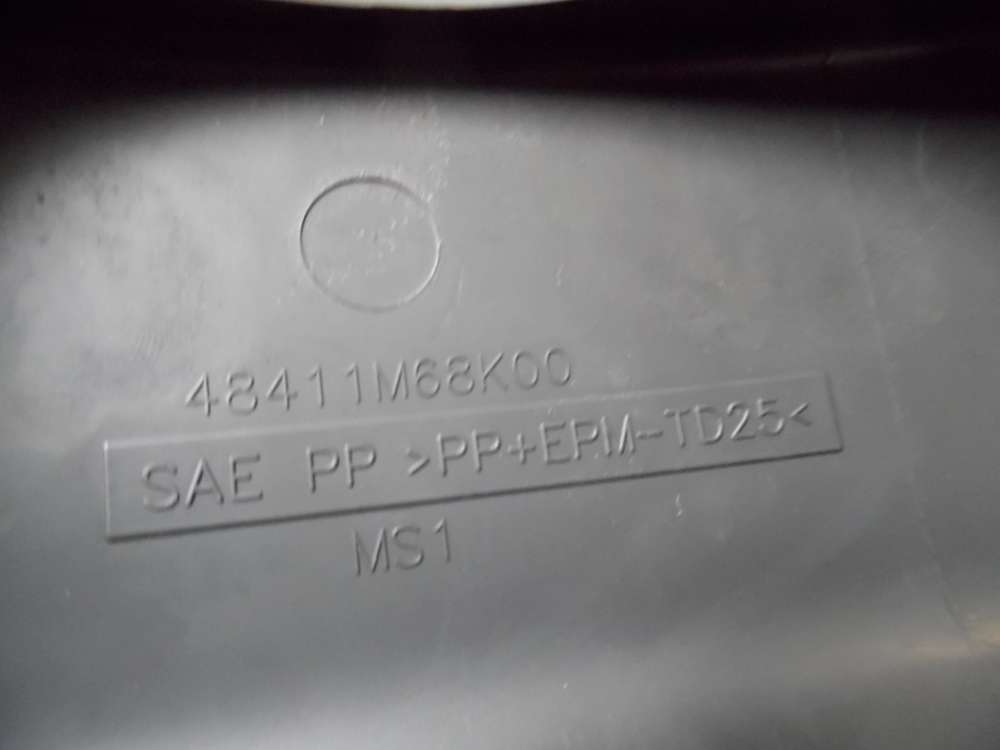 48411M68K00
SAE PP >PP+EPM-TD25<
MS1